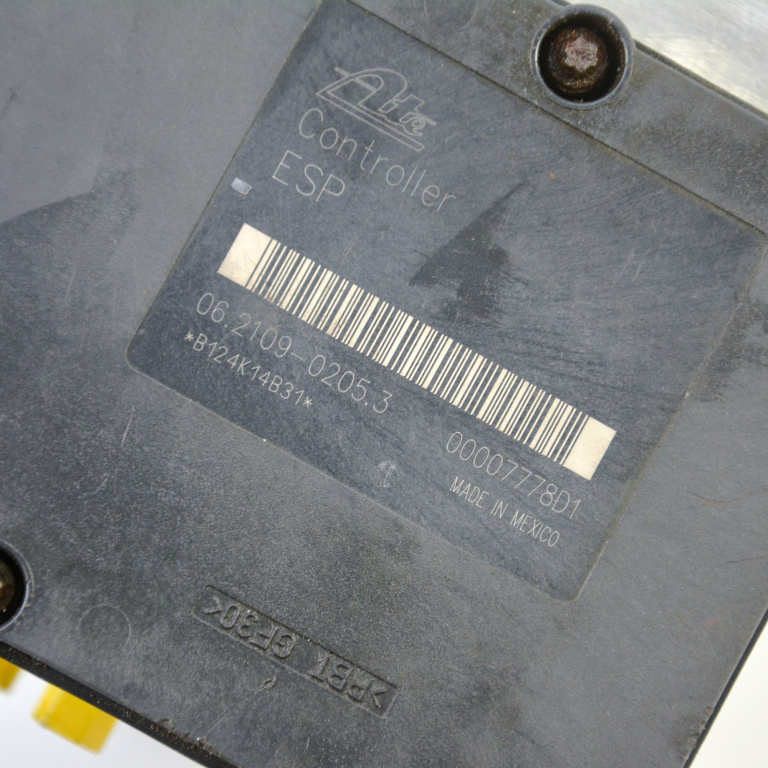 Ate
Controller
ESP
06.2109-0205.3
*B124K14B31*
00007778D1
MADE IN MEXICO
>PBT GF30<